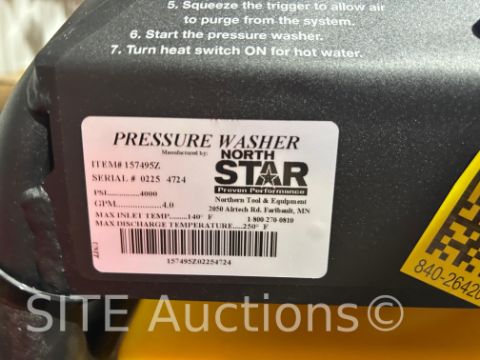 5. Squeeze the trigger to allow air
to purge from the system.
6. Start the pressure washer.
7. Turn heat switch ON for hot water.
PRESSURE WASHER
Manufactured by:
NORTH
STAR
Proven Performance
ITEM# 157495Z
SERIAL # 0225 4724
PSI..............4000
GPM..............4.0
Northern Tool & Equipment
2050 Airtech Rd. Faribault, MN
1-800-270-0810
MAX INLET TEMP........140° F
MAX DISCHARGE TEMPERATURE......250° F
157495Z02254724
840-26426
SITE Auctions©